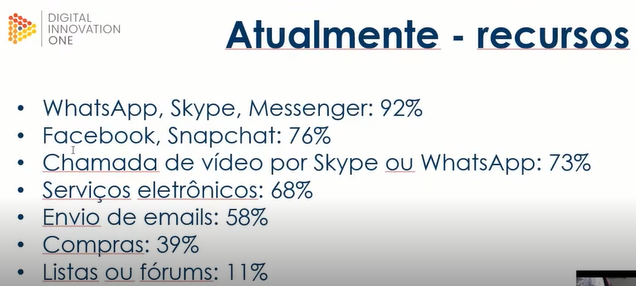 DIGITAL
INNOVATION
ONE
Atualmente - recursos
• WhatsApp, Skype, Messenger: 92%
• Facebook, Snapchat: 76%
• Chamada de vídeo por Skype ou WhatsApp: 73%
• Serviços eletrônicos: 68%
• Envio de emails: 58%
• Compras: 39%
• Listas ou fórums: 11%